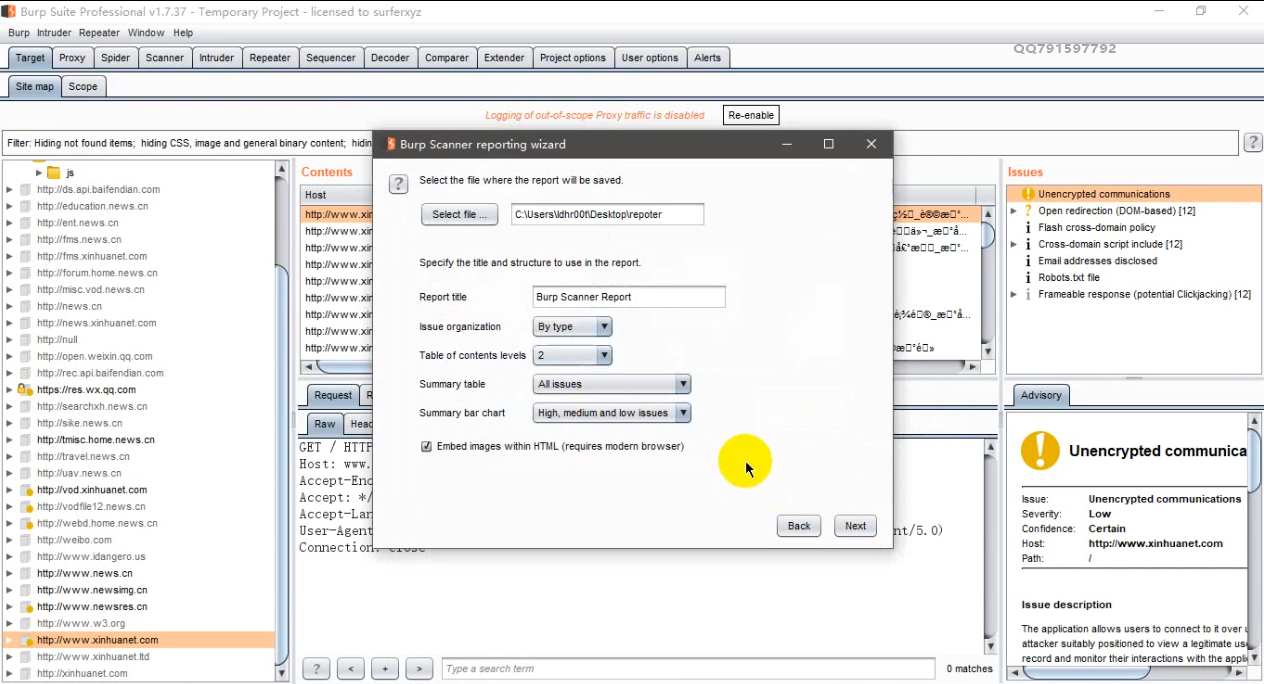 Burp Suite Professional v1.7.37 - Temporary Project - licensed to surferxyz
Burp Intruder Repeater Window Help
QQ791597792
Target Proxy Spider Scanner Intruder Repeater Sequencer Decoder Comparer Extender Project options User options Alerts
Site map Scope
Logging of out-of-scope Proxy traffic is disabled Re-enable
Filter: Hiding not found items; hiding CSS, image and general binary content;
js
http://ds.api.baifendian.com
http://education.news.cn
http://ent.news.cn
http://fms.news.cn
http://fms.xinhuanet.com
http://forum.home.news.cn
http://misc.vod.news.cn
http://news.cn
http://news.xinhuanet.com
http://null
http://open.weixin.qq.com
http://rec.api.baifendian.com
https://res.wx.qq.com
http://searchxh.news.cn
http://sike.news.cn
http://tmisc.home.news.cn
http://travel.news.cn
http://uav.news.cn
http://vod.xinhuanet.com
http://vodfile12.news.cn
http://webd.home.news.cn
http://weibo.com
http://www.idangero.us
http://www.news.cn
http://www.newsimg.cn
http://www.newsres.cn
http://www.w3.org
http://www.xinhuanet.com
http://www.xinhuanet.ltd
http://xinhuanet.com
Contents
Host
http://www.xir
http://www.xir
http://www.xir
http://www.xir
http://www.xir
http://www.xir
http://www.xir
http://www.xir
http://www.xir
Request
Raw Head
GET / HTTP
Host: www.
Accept-Enc
Accept: */
Accept-Lan
User-Agent
nt/5.0)
Connection: close
? < + > Type a search term 0 matches
Burp Scanner reporting wizard
? Select the file where the report will be saved.
Select file ... C:\Users\ldhr00t\Desktop\repoter
Specify the title and structure to use in the report.
Report title Burp Scanner Report
Issue organization By type
Table of contents levels 2
Summary table All issues
Summary bar chart High, medium and low issues
Embed images within HTML (requires modern browser)
Back Next
Issues
Unencrypted communications
Open redirection (DOM-based) [12]
Flash cross-domain policy
Cross-domain script include [12]
Email addresses disclosed
Robots.txt file
Frameable response (potential Clickjacking) [12]
Advisory
Unencrypted communica
Issue: Unencrypted communications
Severity: Low
Confidence: Certain
Host: http://www.xinhuanet.com
Path: /
Issue description
The application allows users to connect to it over u
attacker suitably positioned to view a legitimate us
record and monitor their interactions with the appli